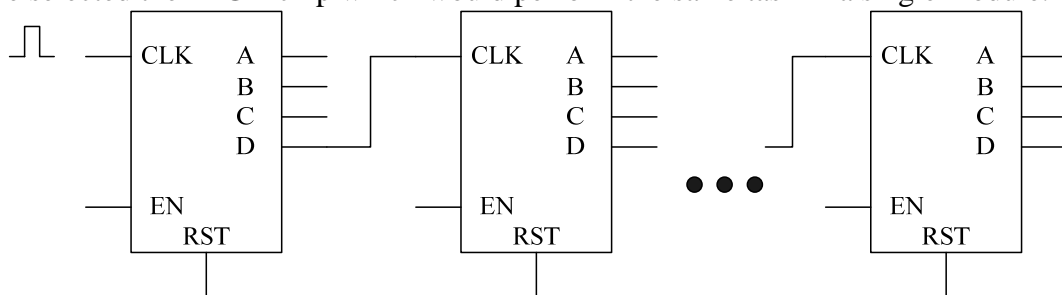 CLK A CLK A CLK A
B B B
C C C
D D D
EN EN EN
RST RST RST